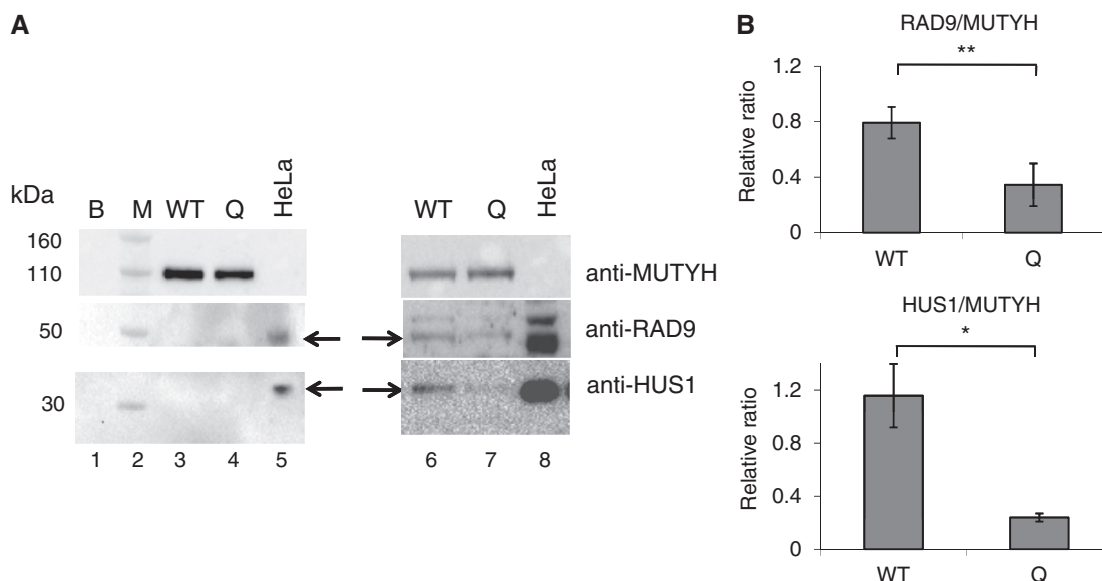 A
kDa
B M WT Q HeLa
WT Q HeLa
160
110
50
30
anti-MUTYH
anti-RAD9
anti-HUS1
1 2 3 4 5
6 7 8
B
RAD9/MUTYH
**
Relative ratio
1.2
0.8
0.4
0
WT Q
HUS1/MUTYH
*
Relative ratio
1.2
0.8
0.4
0
WT Q